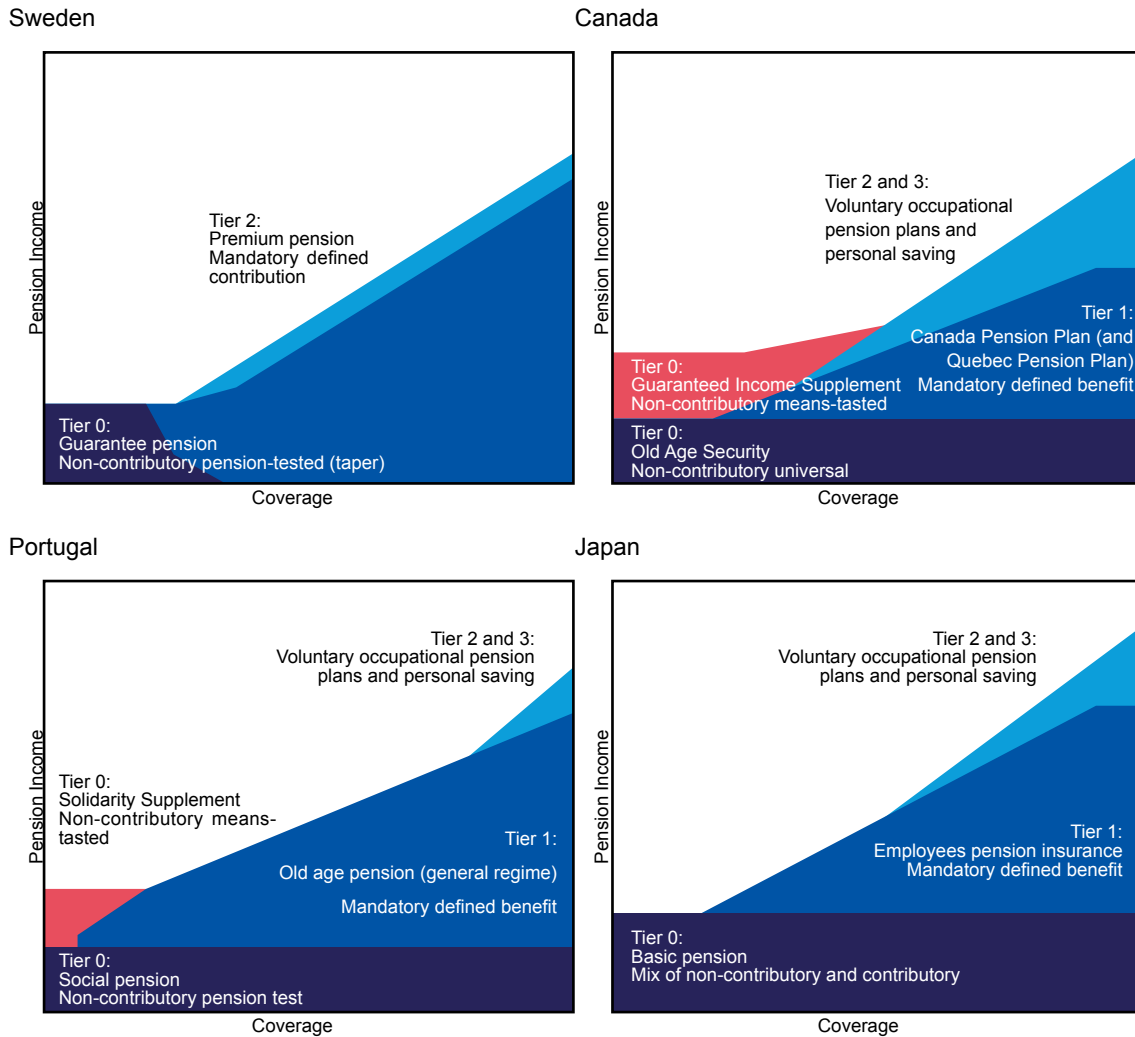 Sweden
Pension Income
Tier 2:
Premium pension
Mandatory defined
contribution
Tier 0:
Guarantee pension
Non-contributory pension-tested (taper)
Coverage
Canada
Tier 2 and 3:
Voluntary occupational
pension plans and
personal saving
Tier 1:
Canada Pension Plan (and
Quebec Pension Plan)
Mandatory defined benefit
Tier 0:
Guaranteed Income Supplement
Non-contributory means-tasted
Tier 0:
Old Age Security
Non-contributory universal
Coverage
Portugal
Pension Income
Tier 2 and 3:
Voluntary occupational pension
plans and personal saving
Tier 0:
Solidarity Supplement
Non-contributory means-
tasted
Tier 1:
Old age pension (general regime)
Mandatory defined benefit
Tier 0:
Social pension
Non-contributory pension test
Coverage
Japan
Tier 2 and 3:
Voluntary occupational pension
plans and personal saving
Tier 1:
Employees pension insurance
Mandatory defined benefit
Tier 0:
Basic pension
Mix of non-contributory and contributory
Coverage